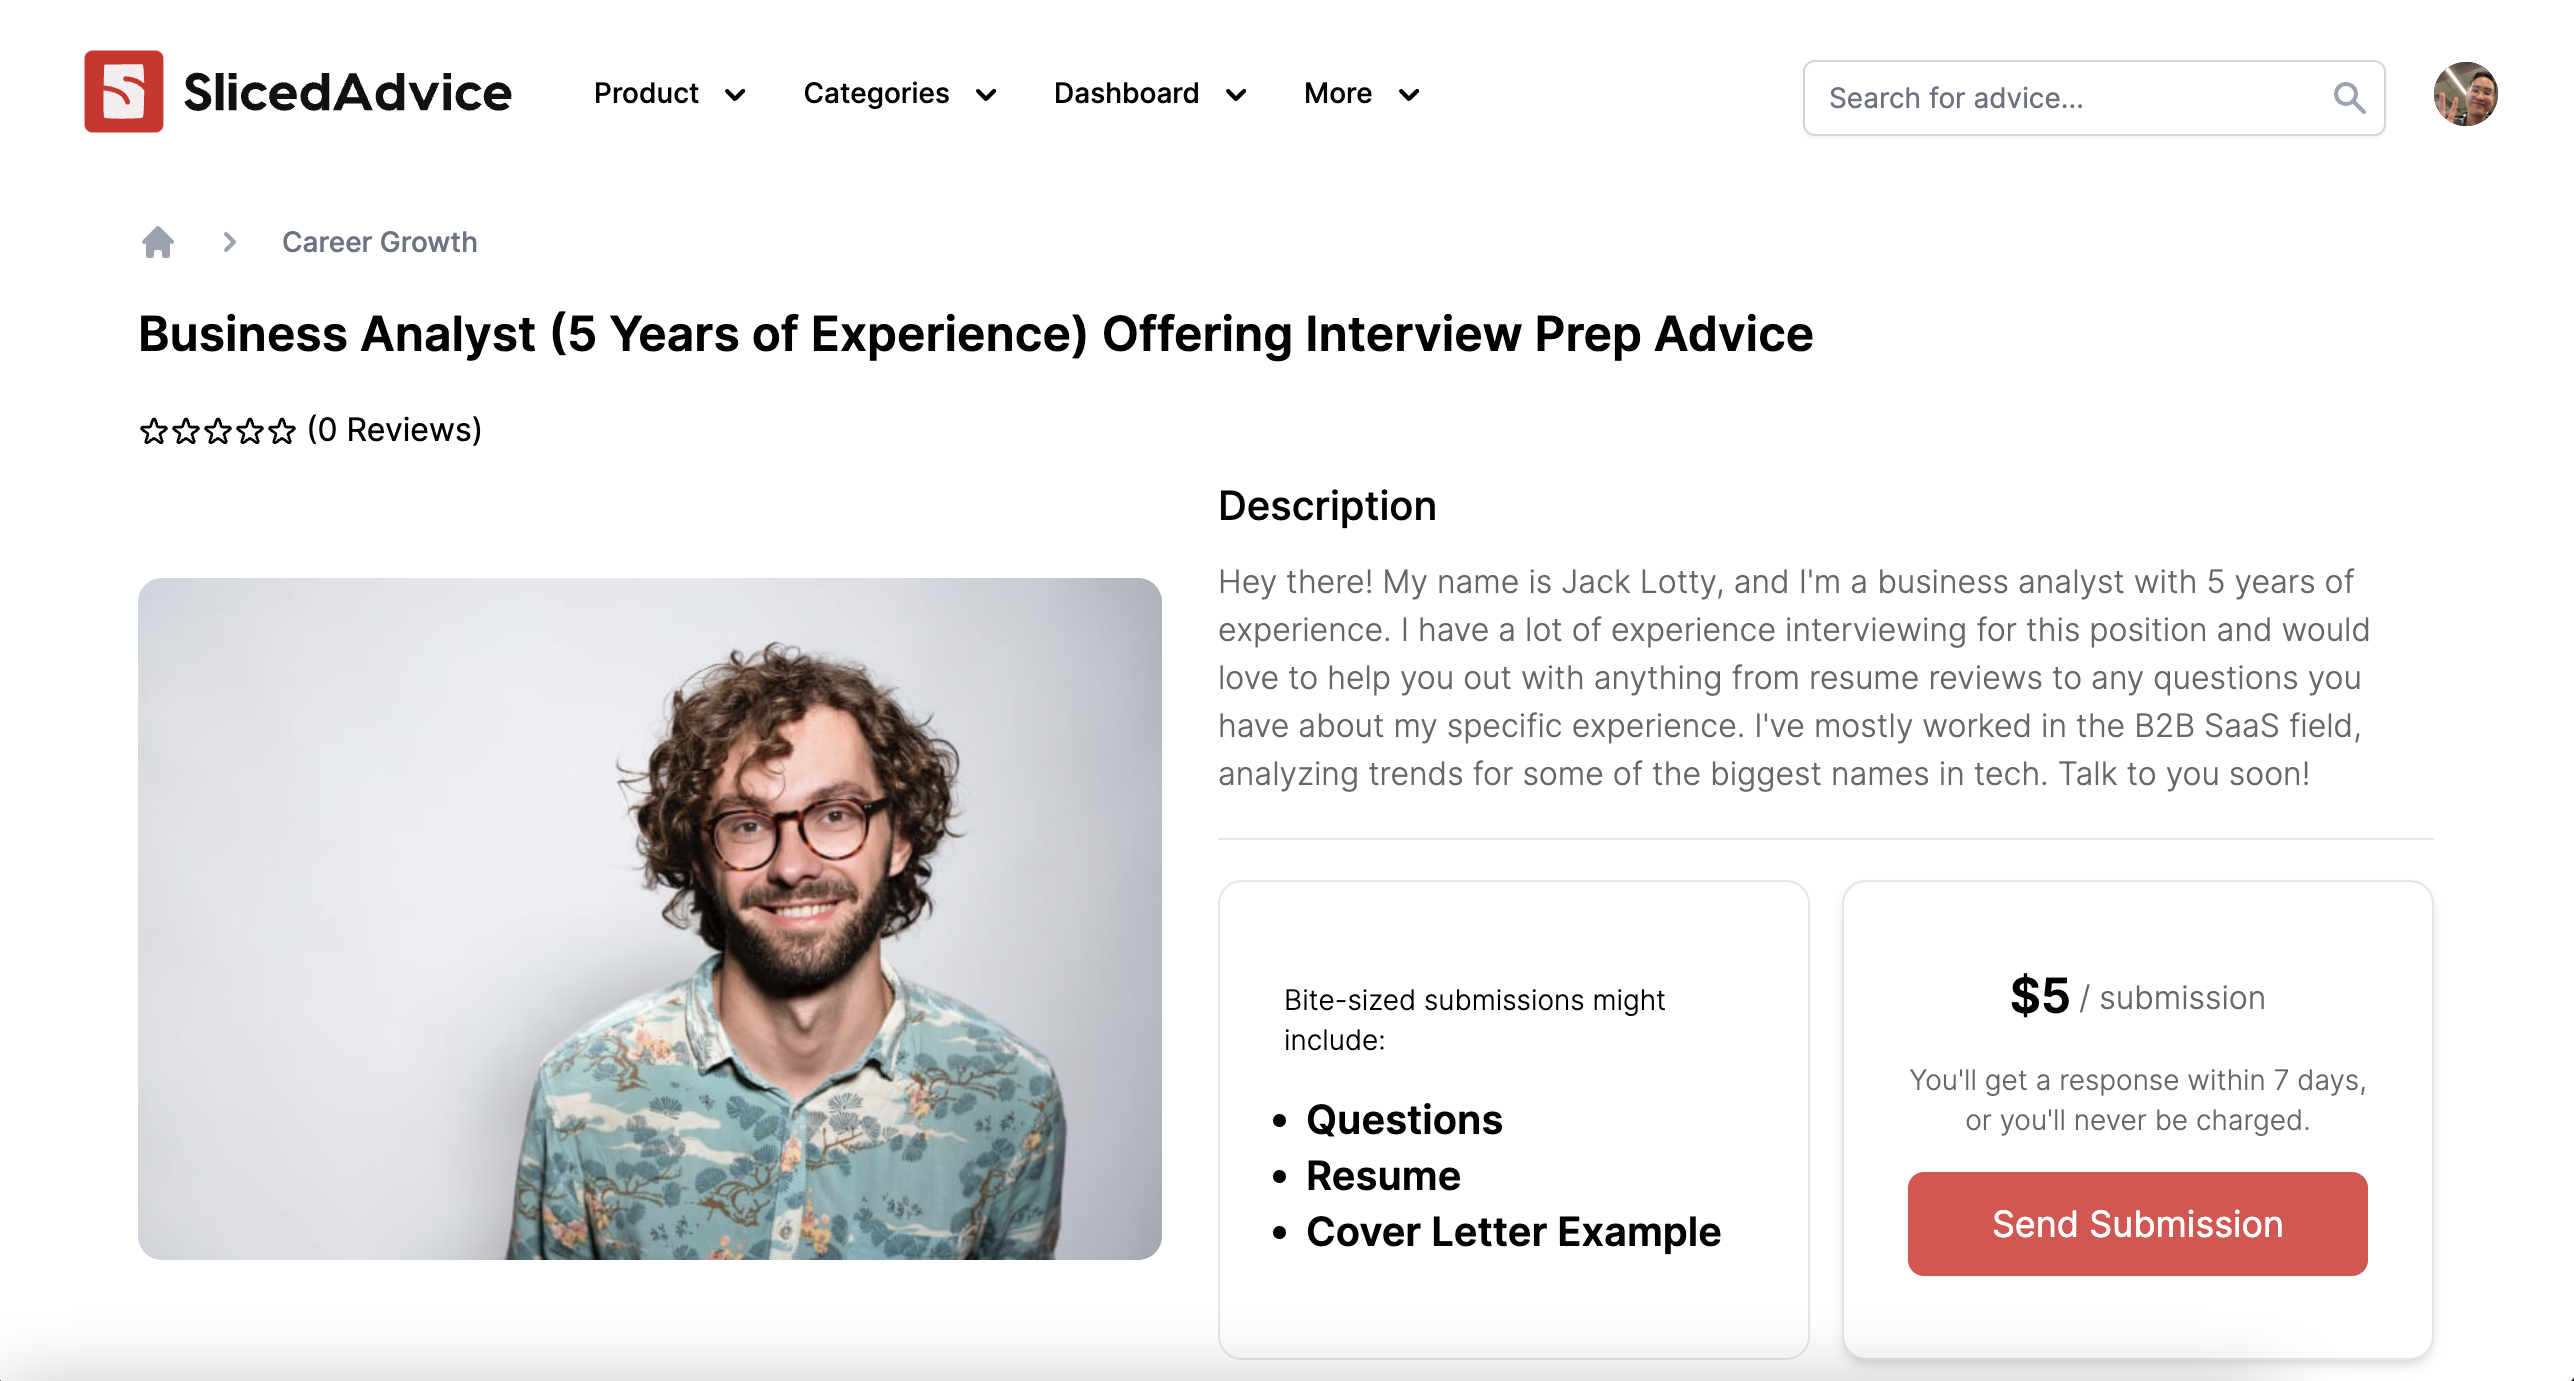 SlicedAdvice
Product
Categories
Dashboard
More
Search for advice...
Career Growth
Business Analyst (5 Years of Experience) Offering Interview Prep Advice
(0 Reviews)
Description
Hey there! My name is Jack Lotty, and I'm a business analyst with 5 years of
experience. I have a lot of experience interviewing for this position and would
love to help you out with anything from resume reviews to any questions you
have about my specific experience. I've mostly worked in the B2B SaaS field,
analyzing trends for some of the biggest names in tech. Talk to you soon!
Bite-sized submissions might
include:
• Questions
• Resume
• Cover Letter Example
$5 / submission
You'll get a response within 7 days,
or you'll never be charged.
Send Submission